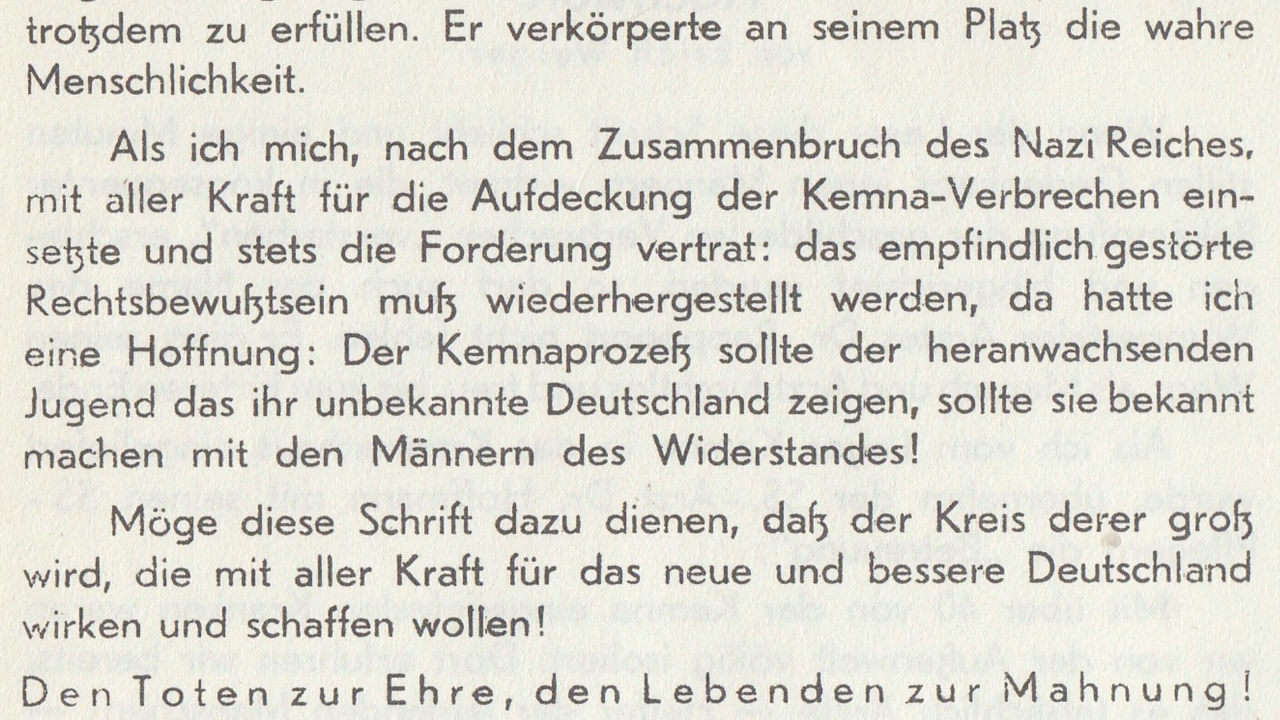 trotzdem zu erfüllen. Er verkörperte an seinem Platz die wahre
Menschlichkeit.
Als ich mich, nach dem Zusammenbruch des Nazi Reiches,
mit aller Kraft für die Aufdeckung der Kemna-Verbrechen ein-
setzte und stets die Forderung vertrat: das empfindlich gestörte
Rechtsbewußtsein muß wiederhergestellt werden, da hatte ich
eine Hoffnung: Der Kemnaprozeß sollte der heranwachsenden
Jugend das ihr unbekannte Deutschland zeigen, sollte sie bekannt
machen mit den Männern des Widerstandes!
Möge diese Schrift dazu dienen, daß der Kreis derer groß
wird, die mit aller Kraft für das neue und bessere Deutschland
wirken und schaffen wollen!
Den Toten zur Ehre, den Lebenden zur Mahnung!